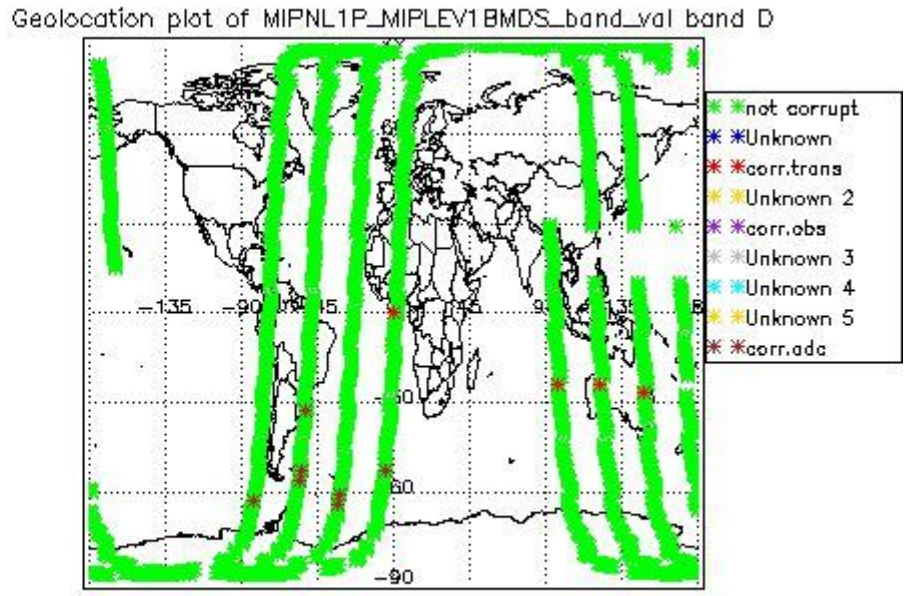 Geolocation plot of MIPNL1P_MIPLEV1BMDS_band_val band D
not corrupt
Unknown
corr.trans
Unknown 2
corr.obs
Unknown 3
Unknown 4
Unknown 5
corr.adc
-135
-90
-60
-90